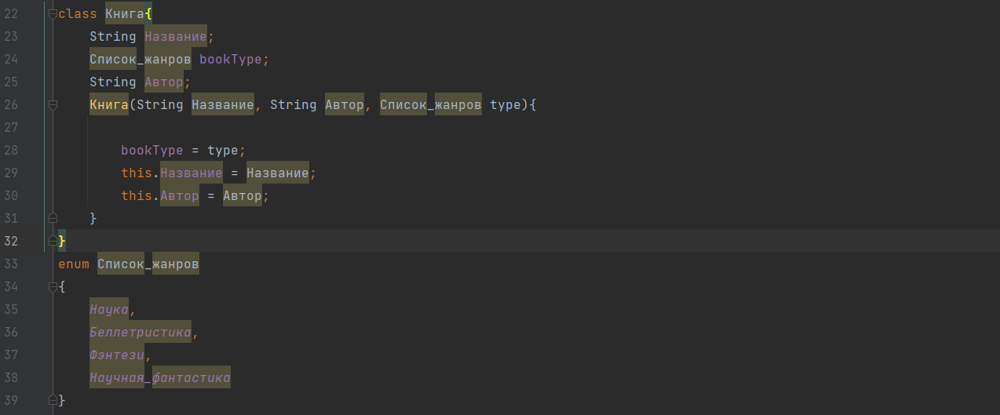 22 class Книга{
23 String Название;
24 Список_жанров bookType;
25 String Автор;
26 Книга(String Название, String Автор, Список_жанров type){
27
28 bookType = type;
29 this.Название = Название;
30 this.Автор = Автор;
31 }
32 }
33 enum Список_жанров
34 {
35 Наука,
36 Беллетристика,
37 Фэнтези,
38 Научная_фантастика
39 }